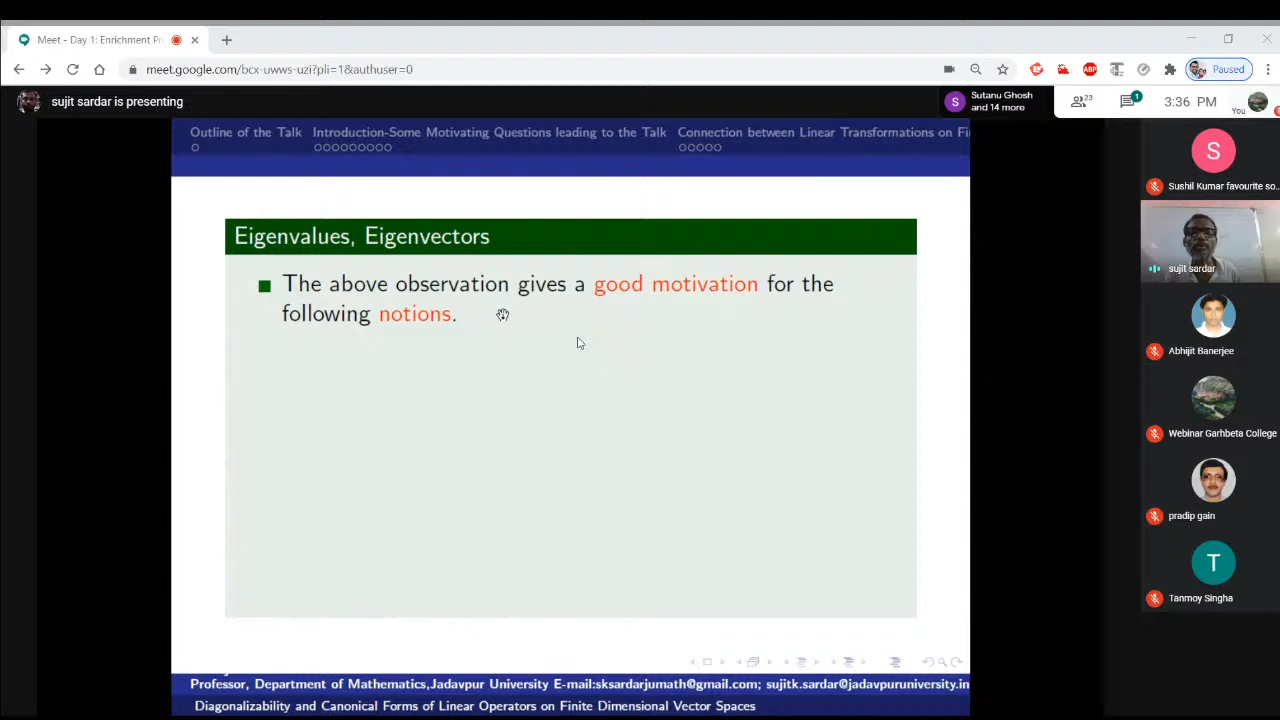 Meet - Day 1: Enrichment Pr
meet.google.com/bcx-uwws-uzi?pli=1&authuser=0
ABP
Paused
sujit sardar is presenting
S
Sutanu Ghosh
and 14 more
23
1
3:36 PM
You
Outline of the Talk
Introduction-Some Motivating Questions leading to the Talk
Connection between Linear Transformations on Fi
Eigenvalues, Eigenvectors
The above observation gives a good motivation for the
following notions.
Professor, Department of Mathematics,Jadavpur University E-mail:sksardarjumath@gmail.com; sujitk.sardar@jadavpuruniversity.in
Diagonalizability and Canonical Forms of Linear Operators on Finite Dimensional Vector Spaces
S
Sushil Kumar favourite so...
sujit sardar
Abhijit Banerjee
Webinar Garhbeta College
pradip gain
T
Tanmoy Singha